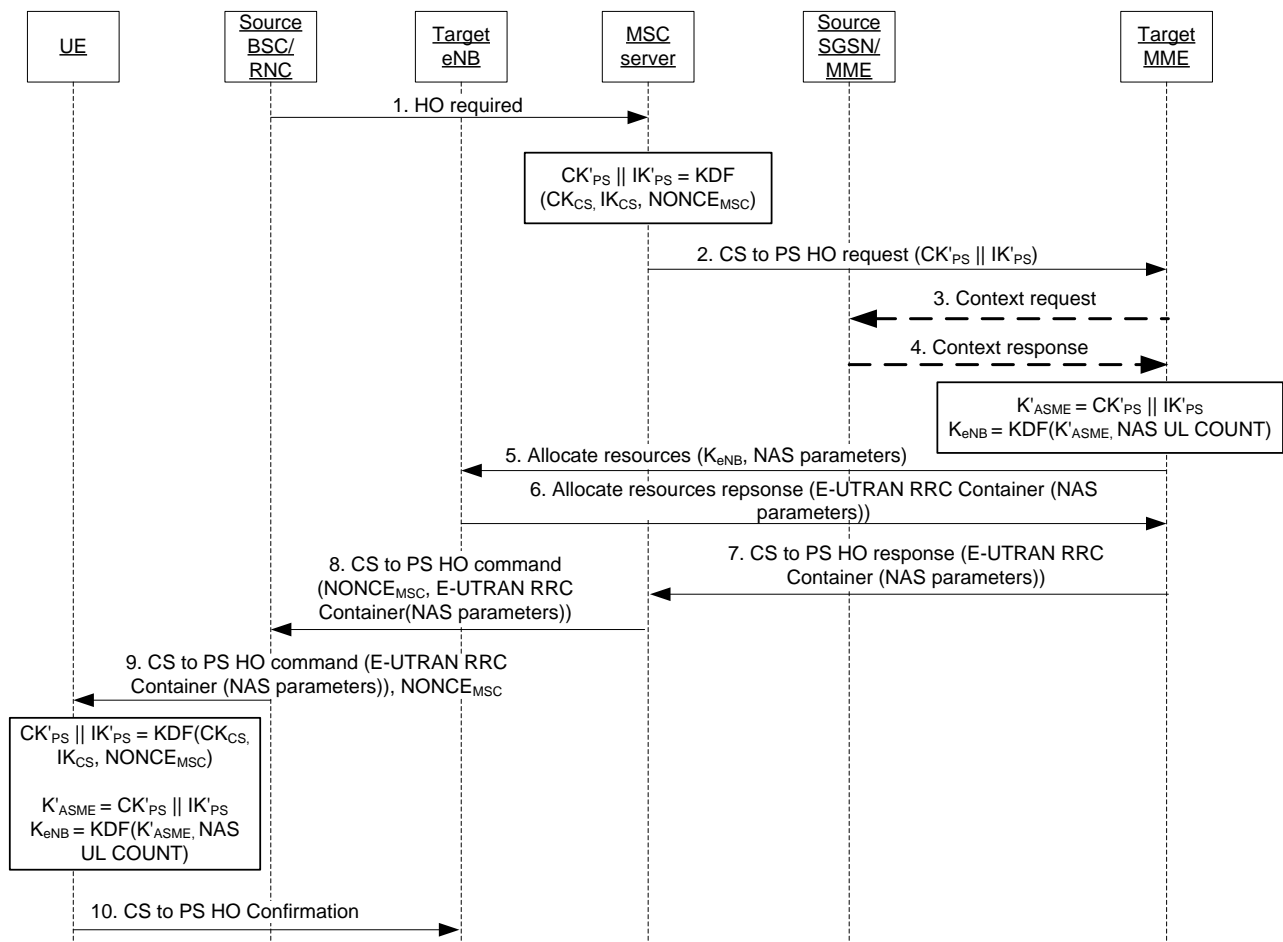 UE
Source
BSC/
RNC
Target
eNB
MSC
server
Source
SGSN/
MME
Target
MME
1. HO required
CK'PS || IK'PS = KDF
(CKCS, IKCS, NONCEMSC)
2. CS to PS HO request (CK'PS || IK'PS)
3. Context request
4. Context response
K'ASME = CK'PS || IK'PS
KeNB = KDF(K'ASME, NAS UL COUNT)
5. Allocate resources (KeNB, NAS parameters)
6. Allocate resources repsonse (E-UTRAN RRC Container (NAS
parameters))
7. CS to PS HO response (E-UTRAN RRC
Container (NAS parameters))
8. CS to PS HO command
(NONCEMSC, E-UTRAN RRC
Container(NAS parameters))
9. CS to PS HO command (E-UTRAN RRC
Container (NAS parameters)), NONCEMSC
CK'PS || IK'PS = KDF(CKCS,
IKCS, NONCEMSC)
K'ASME = CK'PS || IK'PS
KeNB = KDF(K'ASME, NAS
UL COUNT)
10. CS to PS HO Confirmation